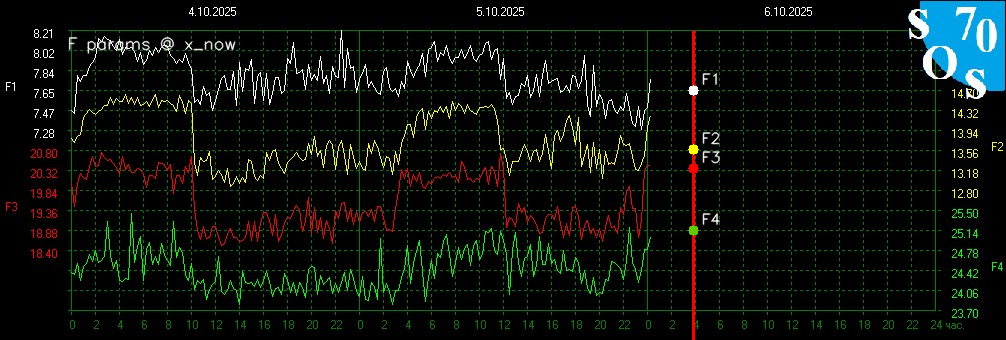 4.10.2025 5.10.2025 6.10.2025
F params @ x_now
F1
8.21
8.02
7.84
7.65
7.47
7.28
F3
20.80
20.32
19.84
19.36
18.88
18.40
F1
F2
F3
F4
SOS 70
14.70
14.32
13.94
13.56
13.18
12.80
F2
25.50
25.14
24.78
24.42
24.06
23.70
F4
0 2 4 6 8 10 12 14 16 18 20 22 0 2 4 6 8 10 12 14 16 18 20 22 0 2 4 6 8 10 12 14 16 18 20 22 24 час.